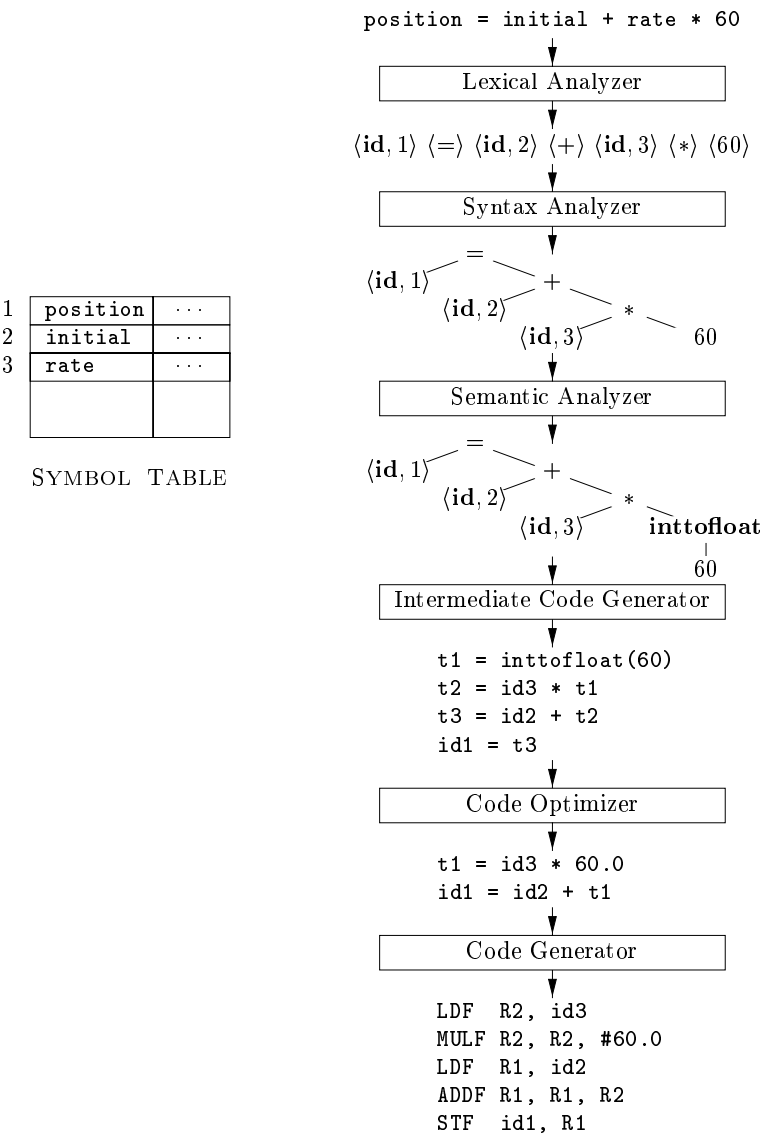 position = initial + rate * 60
Lexical Analyzer
⟨id, 1⟩ ⟨=⟩ ⟨id, 2⟩ ⟨+⟩ ⟨id, 3⟩ ⟨*⟩ ⟨60⟩
Syntax Analyzer
=
⟨id, 1⟩ +
⟨id, 2⟩ *
⟨id, 3⟩ 60
1 position ···
2 initial ···
3 rate ···
SYMBOL TABLE
Semantic Analyzer
=
⟨id, 1⟩ +
⟨id, 2⟩ *
⟨id, 3⟩ inttofloat
60
Intermediate Code Generator
t1 = inttofloat(60)
t2 = id3 * t1
t3 = id2 + t2
id1 = t3
Code Optimizer
t1 = id3 * 60.0
id1 = id2 + t1
Code Generator
LDF R2, id3
MULF R2, R2, #60.0
LDF R1, id2
ADDF R1, R1, R2
STF id1, R1